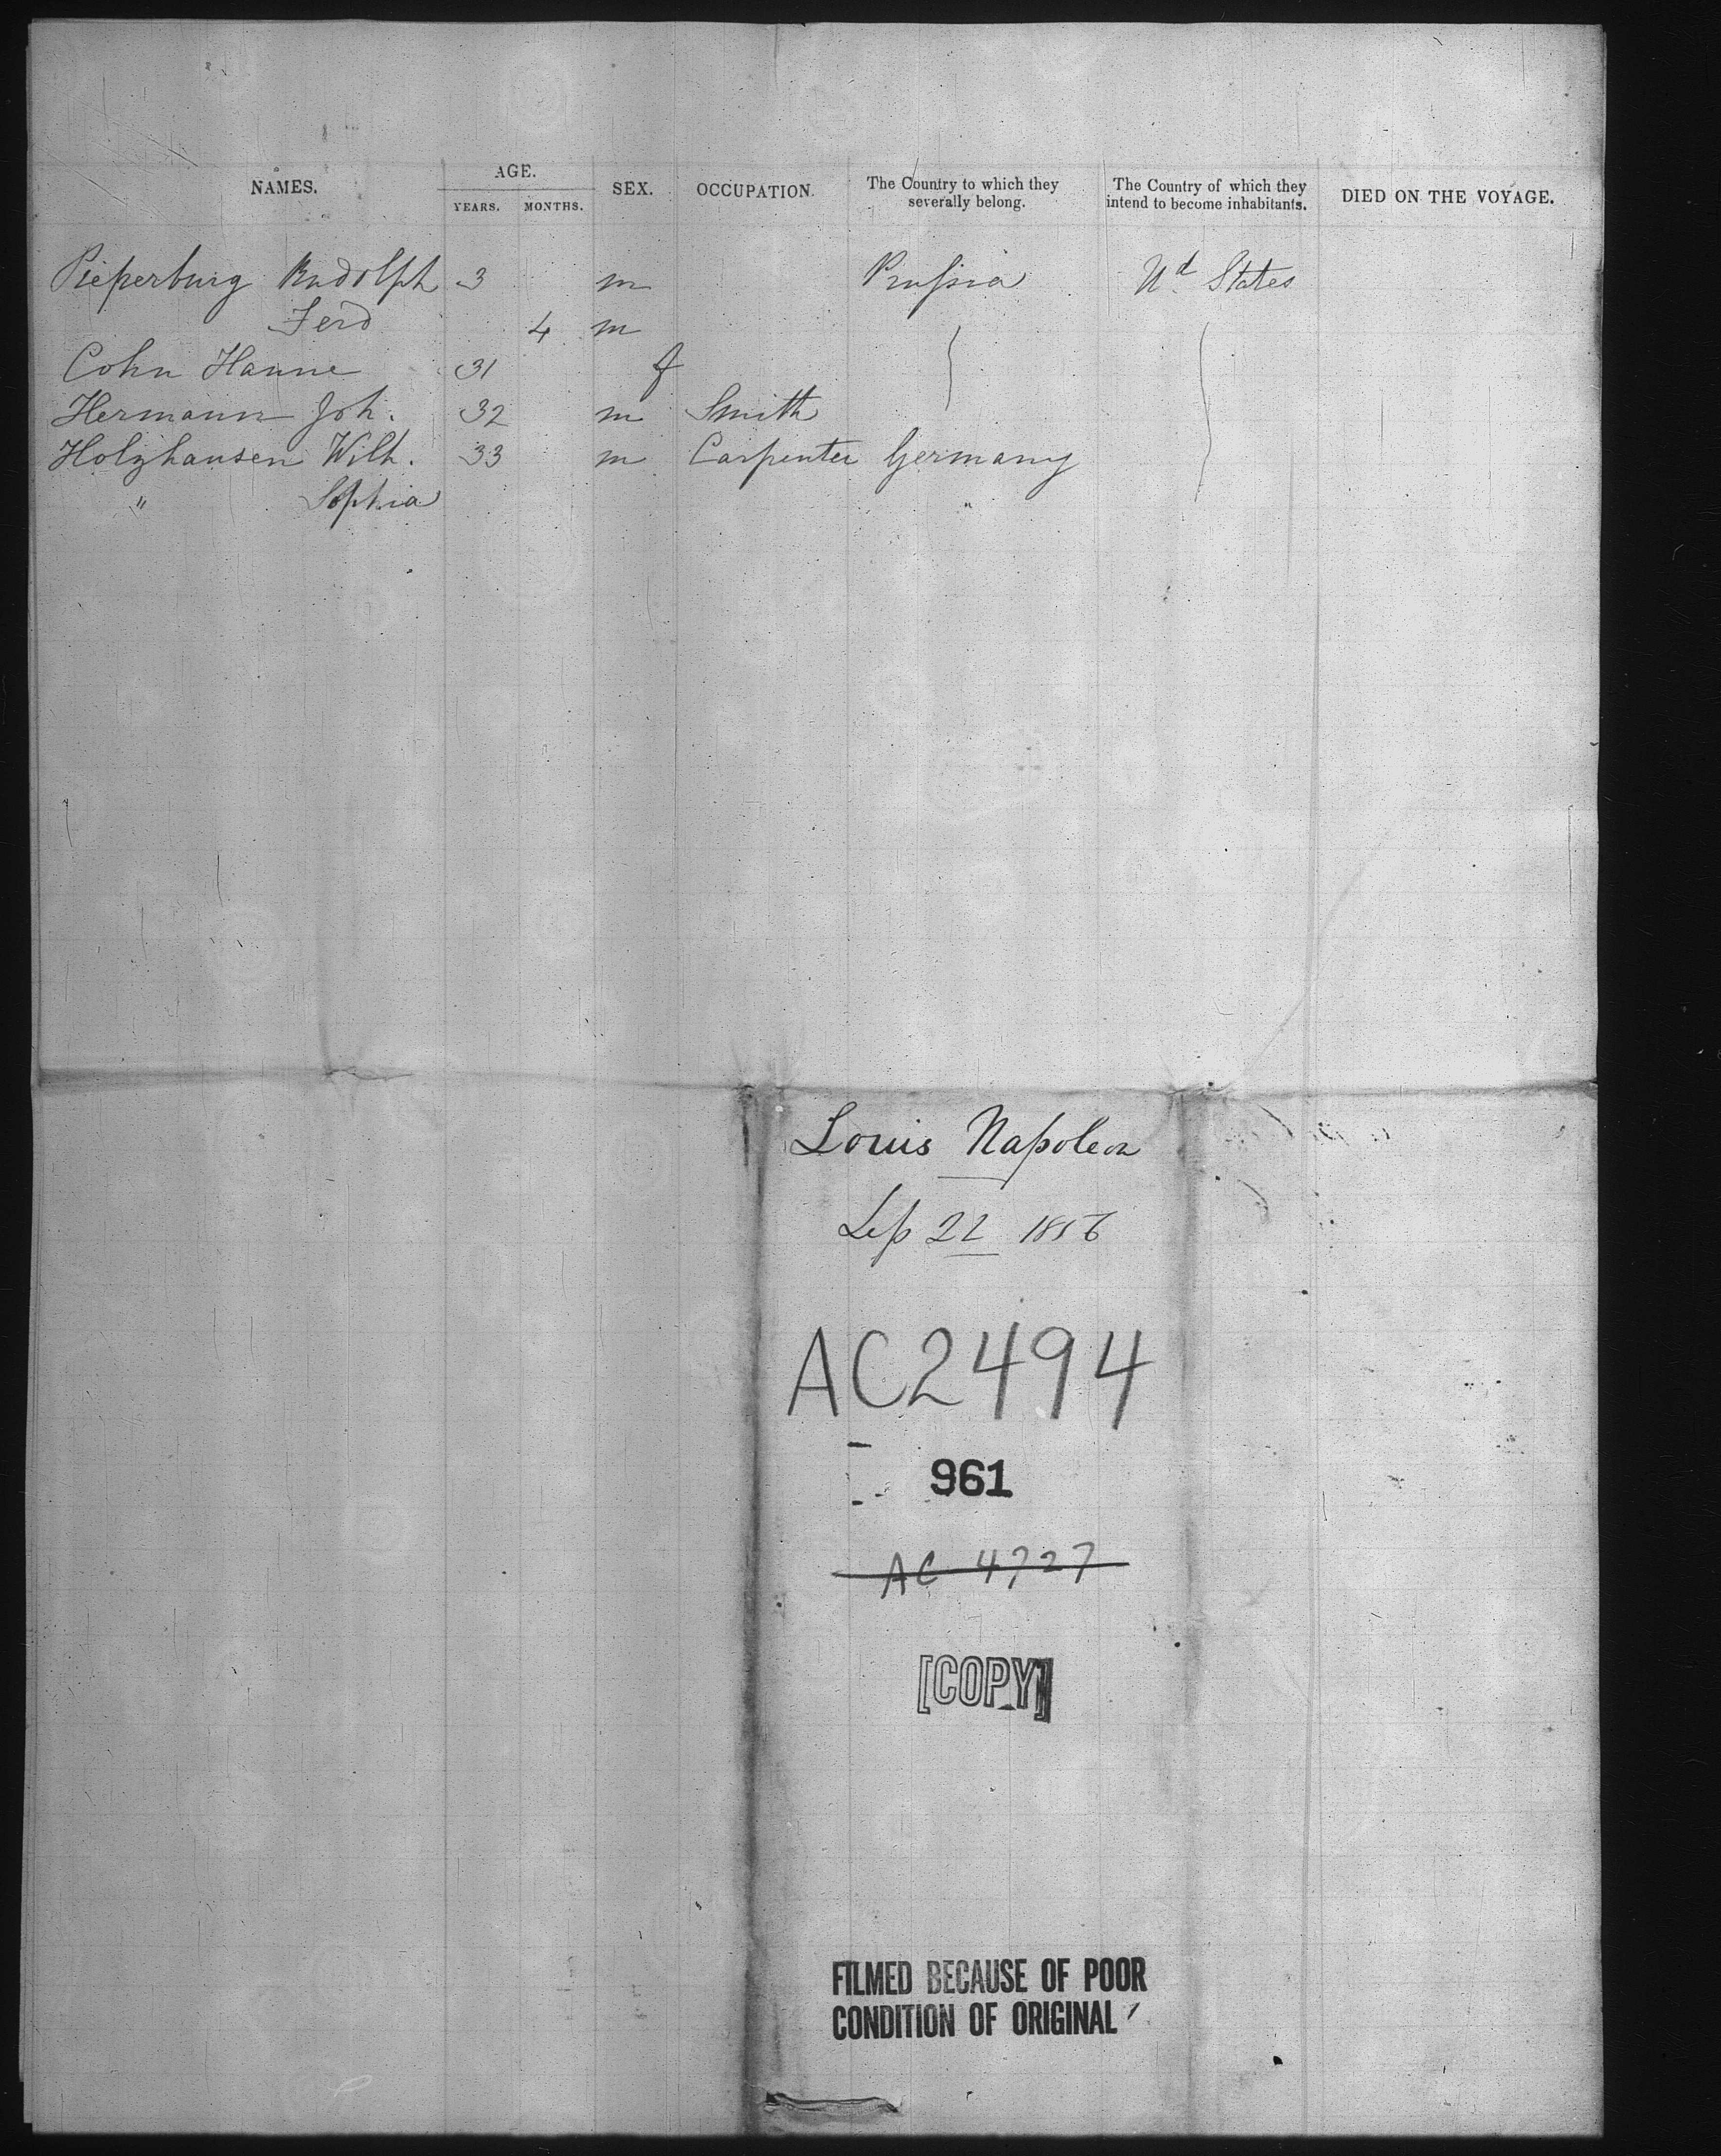 NAMES. AGE. YEARS. MONTHS. SEX. OCCUPATION. The Country to which they severally belong. The Country of which they intend to become inhabitants. DIED ON THE VOYAGE.
Pieperburg Rudolph 3 m Prussia Ud States
Ferd 4 m
Cohn Hanne 31 f
Hermann Joh. 32 m Smith
Holzhausen Wilh. 33 m Carpenter Germany
" Sophia "
Louis Napoleon
Sep 22 1856
AC2494
961
AC 4727
[COPY]
FILMED BECAUSE OF POOR
CONDITION OF ORIGINAL